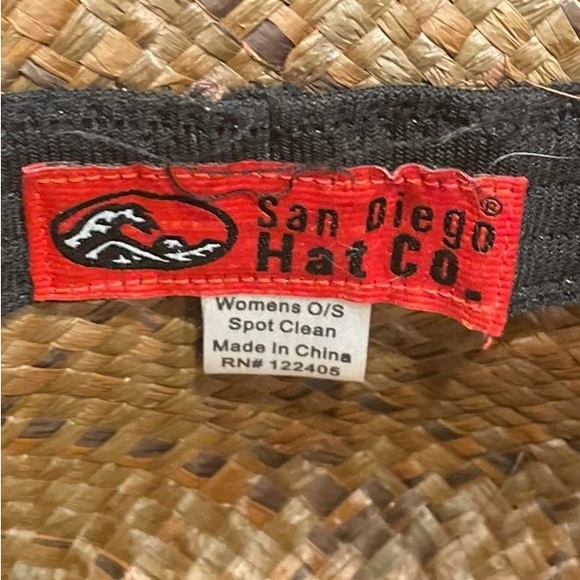 San Diego®
Hat Co.
Womens O/S
Spot Clean
Made In China
RN# 122405